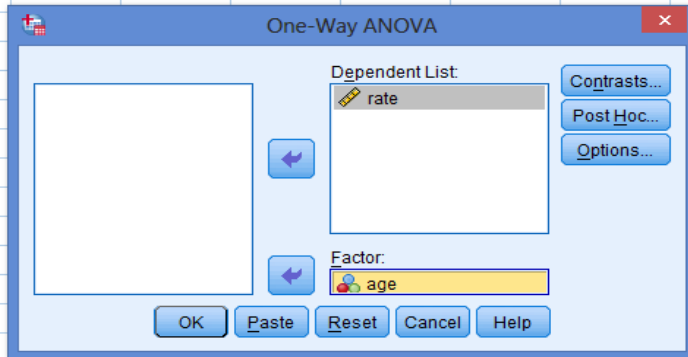 One-Way ANOVA
Dependent List:
rate
Contrasts...
Post Hoc...
Options...
Factor:
age
OK Paste Reset Cancel Help